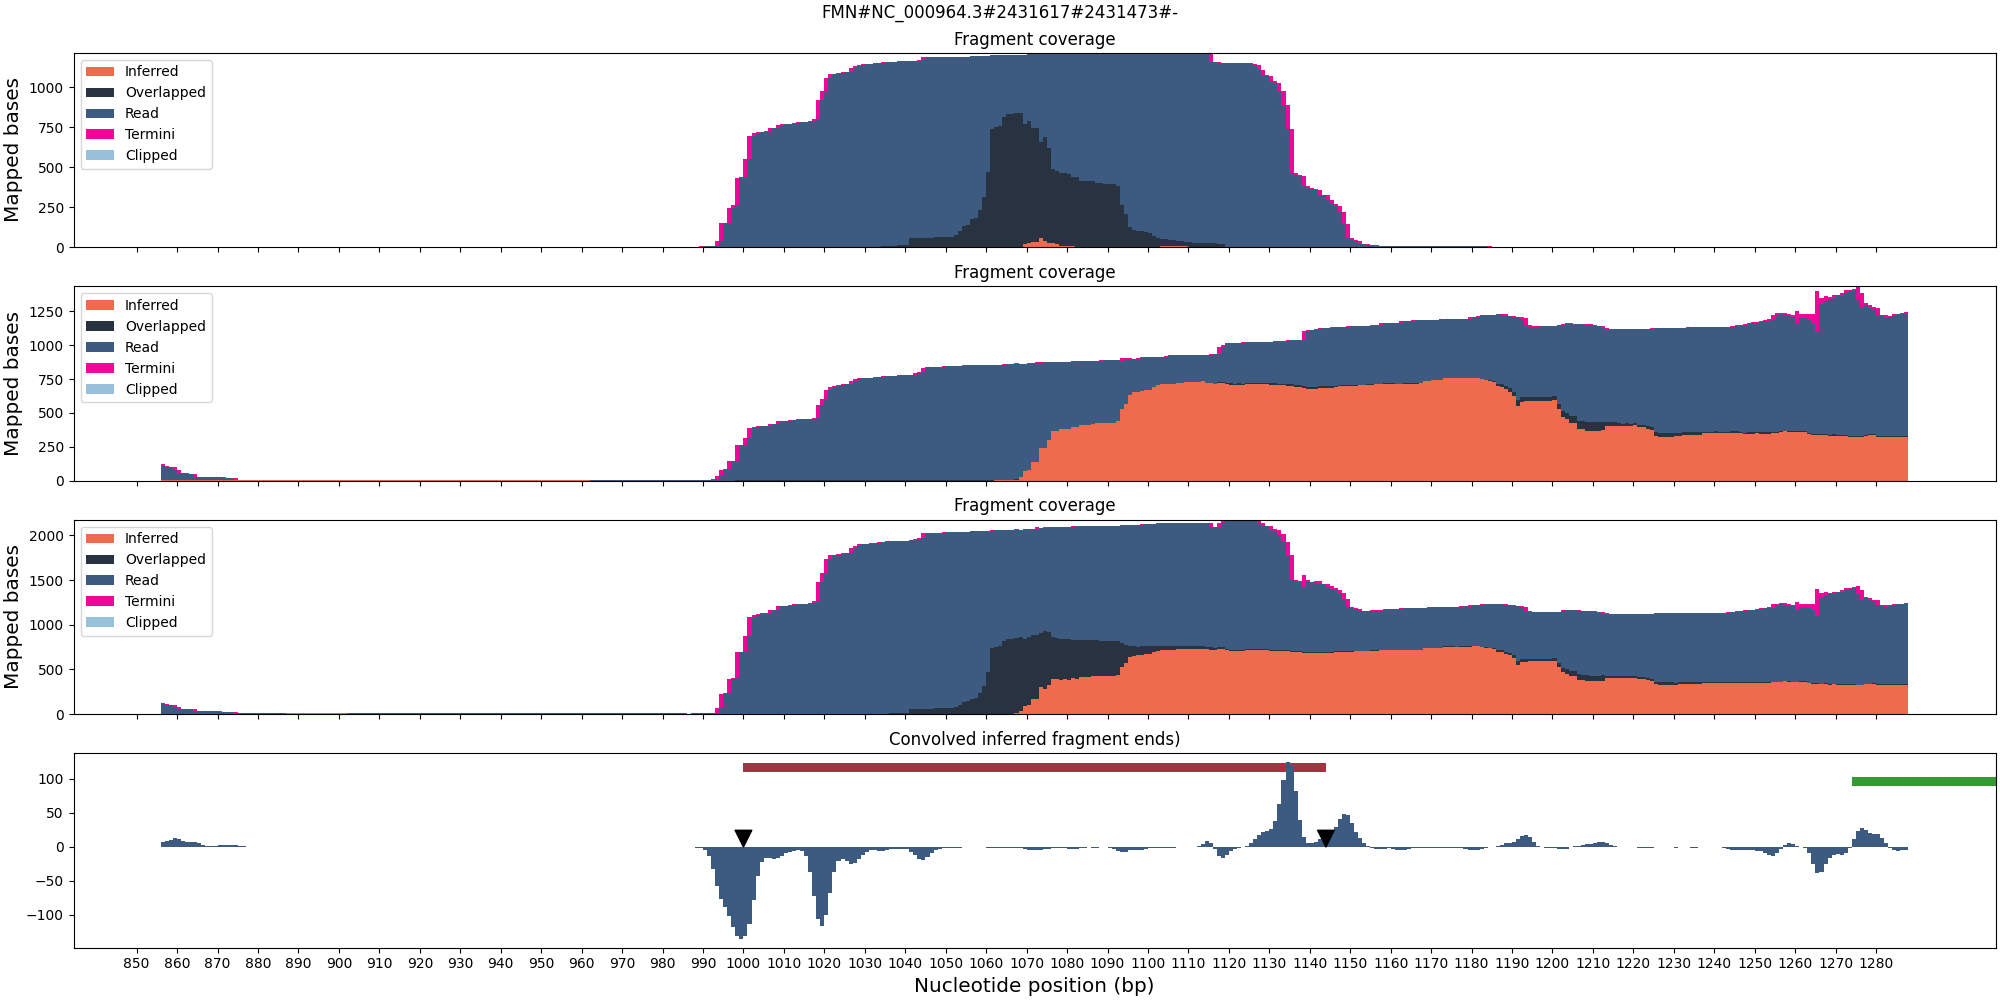 FMN#NC_000964.3#2431617#2431473#-
Fragment coverage
Mapped bases
1000
750
500
250
0
Inferred
Overlapped
Read
Termini
Clipped
Fragment coverage
Mapped bases
1250
1000
750
500
250
0
Inferred
Overlapped
Read
Termini
Clipped
Fragment coverage
Mapped bases
2000
1500
1000
500
0
Inferred
Overlapped
Read
Termini
Clipped
Convolved inferred fragment ends)
100
50
0
−50
−100
850 860 870 880 890 900 910 920 930 940 950 960 970 980 990 1000 1010 1020 1030 1040 1050 1060 1070 1080 1090 1100 1110 1120 1130 1140 1150 1160 1170 1180 1190 1200 1210 1220 1230 1240 1250 1260 1270 1280
Nucleotide position (bp)